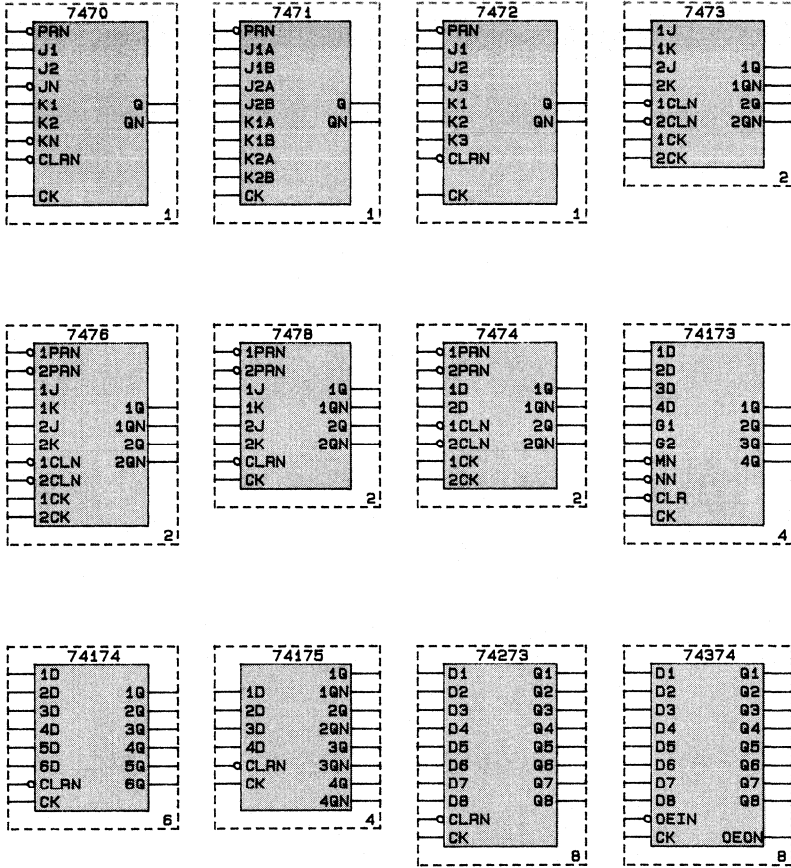 7470
PRN
J1
J2
JN
K1 Q
K2 QN
KN
CLRN
CK
1
7471
PRN
J1A
J1B
J2A
J2B Q
K1A QN
K1B
K2A
K2B
CK
1
7472
PRN
J1
J2
J3
K1 Q
K2 QN
K3
CLRN
CK
1
7473
1J
1K
2J 1Q
2K 1QN
1CLN 2Q
2CLN 2QN
1CK
2CK
2
7476
1PRN
2PRN
1J
1K 1Q
2J 1QN
2K 2Q
1CLN 2QN
2CLN
1CK
2CK
2
7478
1PRN
2PRN
1J 1Q
1K 1QN
2J 2Q
2K 2QN
CLRN
CK
2
7474
1PRN
2PRN
1D 1Q
2D 1QN
1CLN 2Q
2CLN 2QN
1CK
2CK
2
74173
1D
2D
3D
4D 1Q
G1 2Q
G2 3Q
MN 4Q
NN
CLR
CK
4
74174
1D
2D 1Q
3D 2Q
4D 3Q
5D 4Q
6D 5Q
CLRN 6Q
CK
6
74175
1Q
1D 1QN
2D 2Q
3D 2QN
4D 3Q
CLRN 3QN
CK 4Q
4QN
4
74273
D1 Q1
D2 Q2
D3 Q3
D4 Q4
D5 Q5
D6 Q6
D7 Q7
D8 Q8
CLRN
CK
8
74374
D1 Q1
D2 Q2
D3 Q3
D4 Q4
D5 Q5
D6 Q6
D7 Q7
D8 Q8
OEIN
CK OEON
8